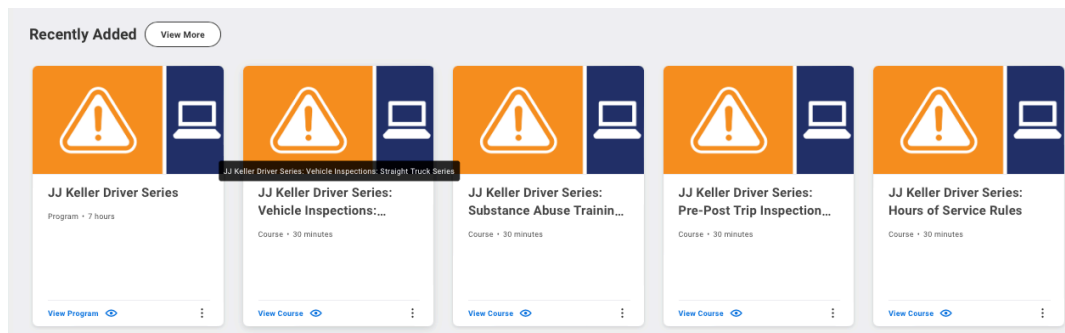 Recently Added View More
JJ Keller Driver Series: Vehicle Inspections: Straight Truck Series
JJ Keller Driver Series
Program • 7 hours
View Program
JJ Keller Driver Series:
Vehicle Inspections:...
Course • 30 minutes
View Course
JJ Keller Driver Series:
Substance Abuse Trainin...
Course • 30 minutes
View Course
JJ Keller Driver Series:
Pre-Post Trip Inspection...
Course • 30 minutes
View Course
JJ Keller Driver Series:
Hours of Service Rules
Course • 30 minutes
View Course